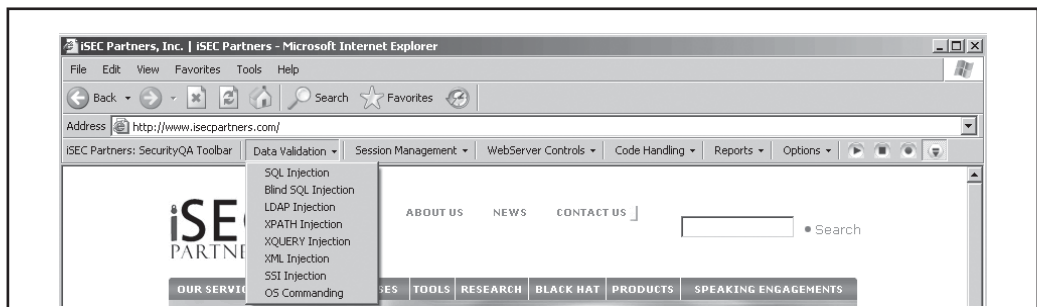 iSEC Partners, Inc. | iSEC Partners - Microsoft Internet Explorer
File Edit View Favorites Tools Help
Back Search Favorites
Address http://www.isecpartners.com/
iSEC Partners: SecurityQA Toolbar Data Validation Session Management WebServer Controls Code Handling Reports Options
SQL Injection
Blind SQL Injection
LDAP Injection
XPATH Injection
XQUERY Injection
XML Injection
SSI Injection
OS Commanding
ABOUT US NEWS CONTACT US
Search
TOOLS RESEARCH BLACK HAT PRODUCTS SPEAKING ENGAGEMENTS